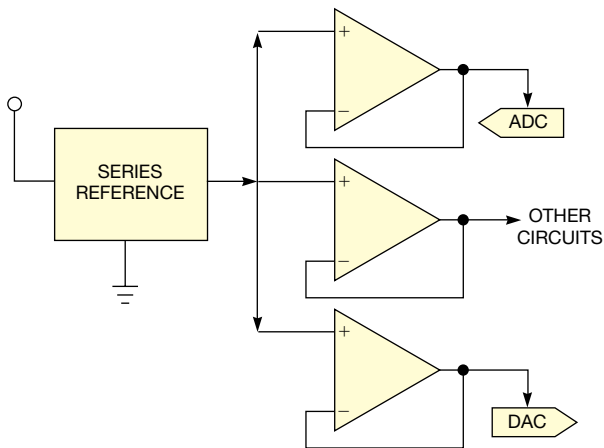 +
−
ADC
SERIES
REFERENCE
+
−
OTHER
CIRCUITS
+
−
DAC